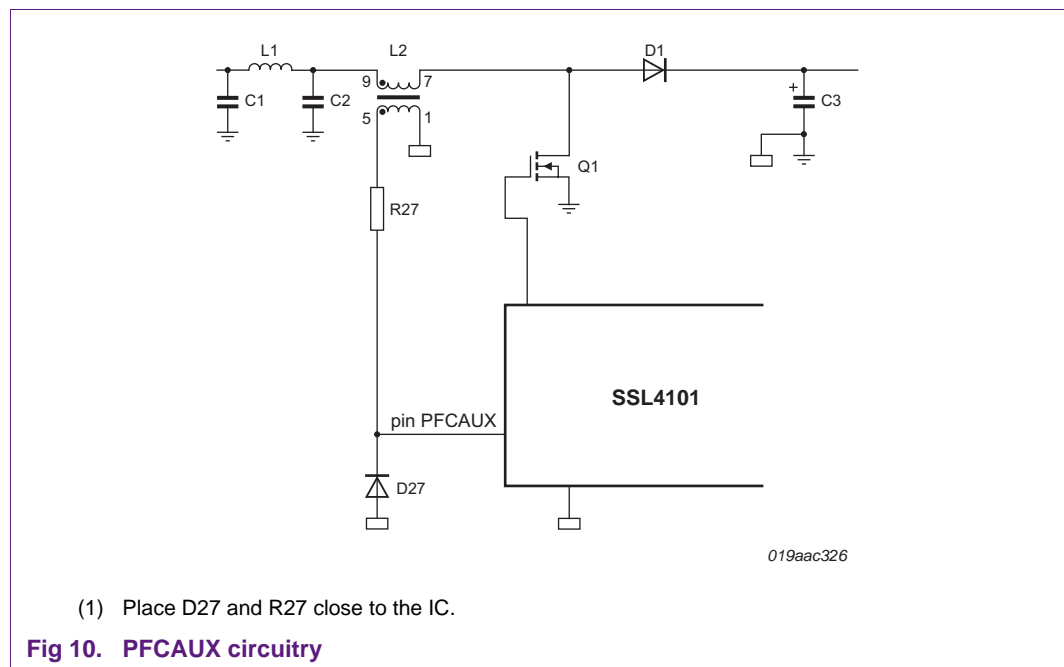 L1
L2
D1
9
7
C1
C2
5
1
+
C3
Q1
R27
SSL4101
pin PFCAUX
D27
019aac326
(1) Place D27 and R27 close to the IC.
Fig 10. PFCAUX circuitry